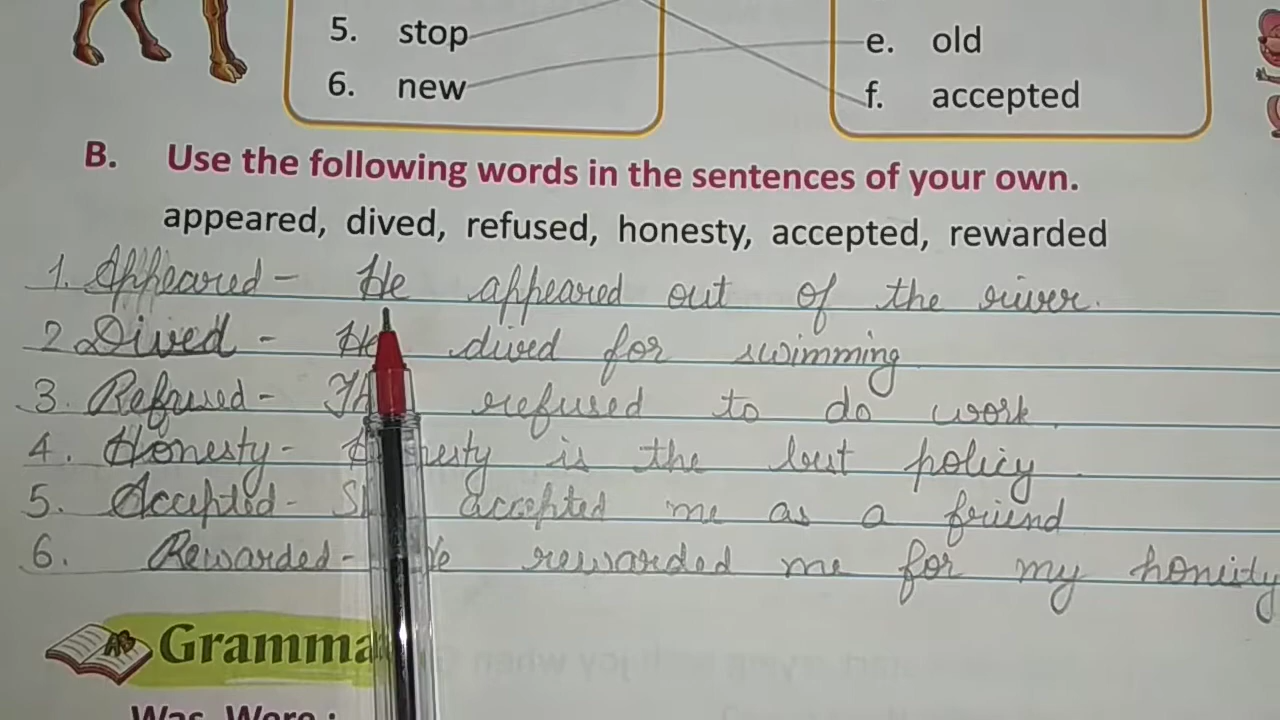 5. stop
e. old
6. new
f. accepted
B. Use the following words in the sentences of your own.
appeared, dived, refused, honesty, accepted, rewarded
1. Appeared - He appeared out of the river.
2 Dived - He dived for swimming
3. Refused - refused to do work.
4. Honesty - is the best policy
5. Accepted - accepted me as a friend
6. Rewarded - rewarded me for my honesty
Was Were :